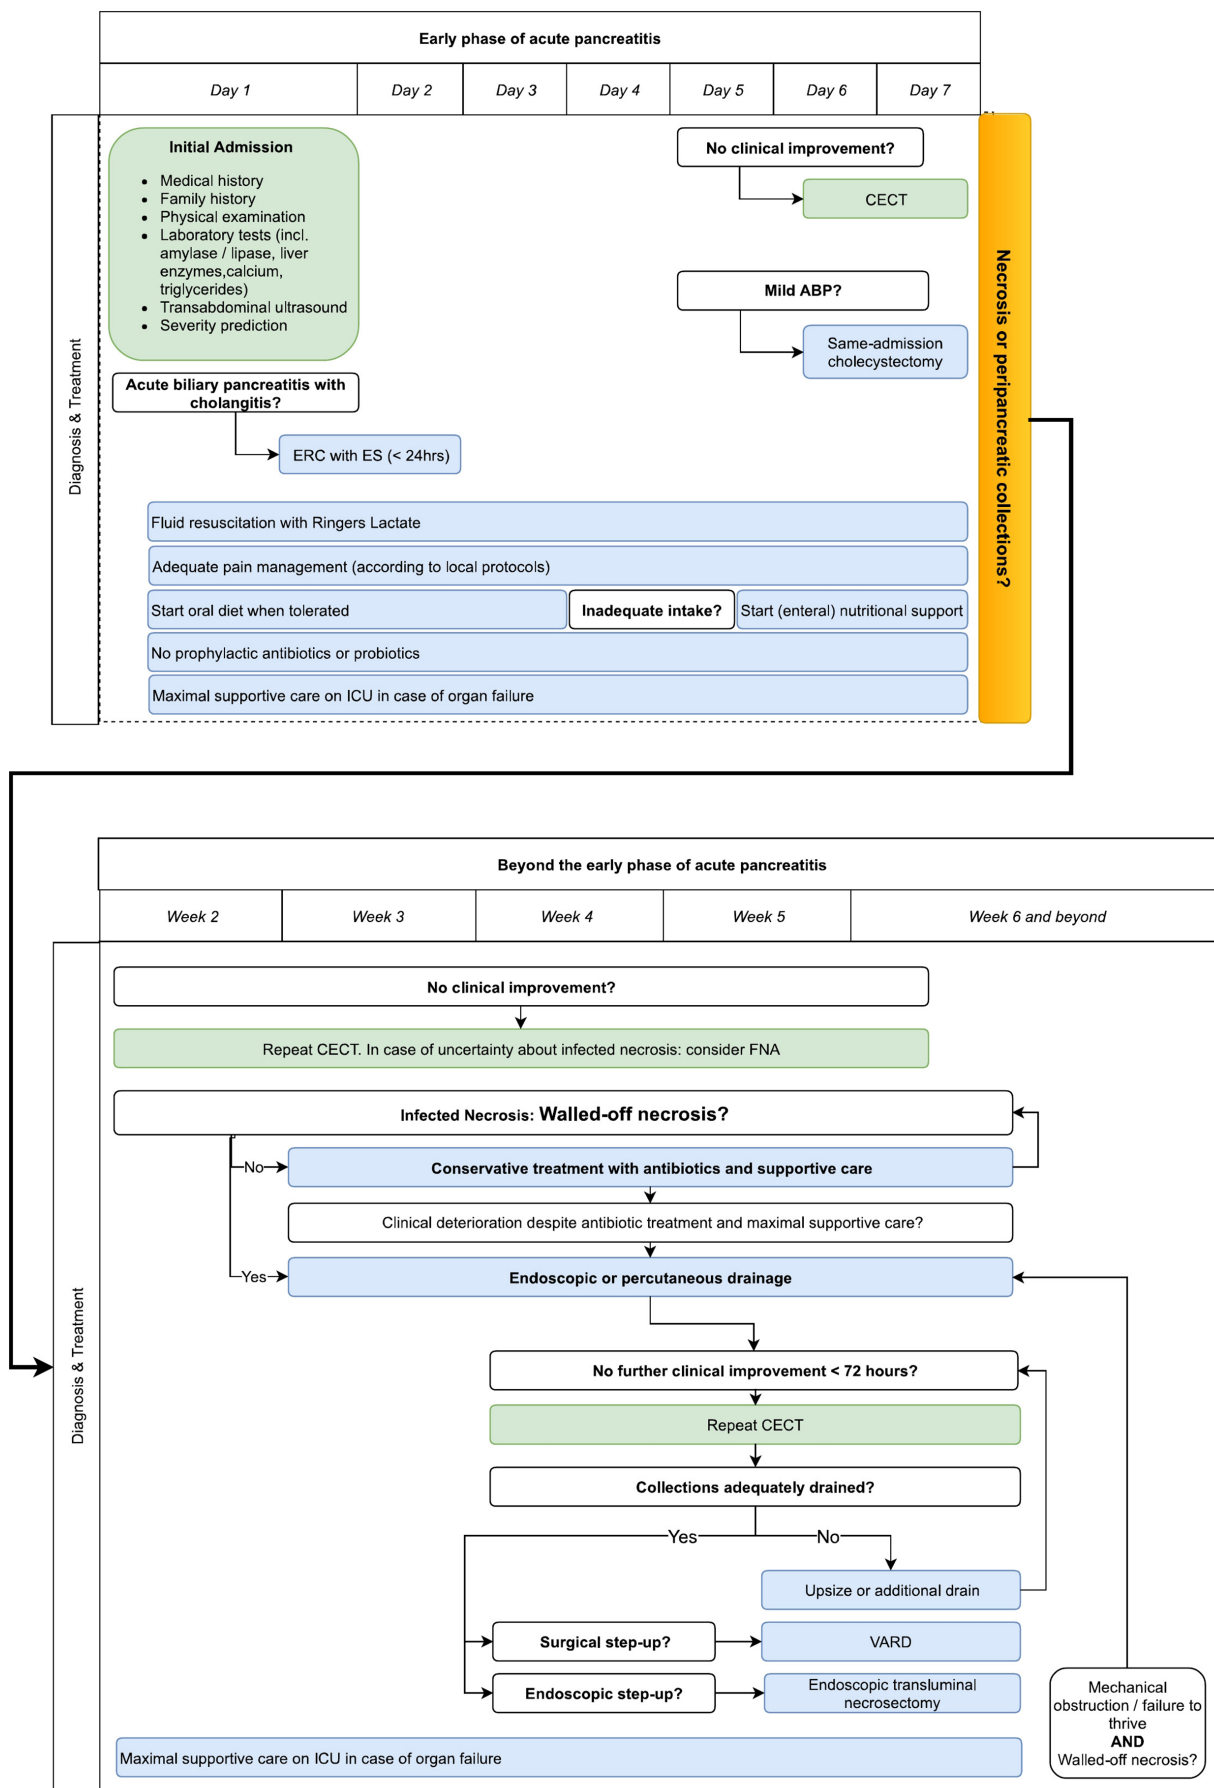 Early phase of acute pancreatitis
Day 1
Day 2
Day 3
Day 4
Day 5
Day 6
Day 7
Diagnosis & Treatment
Initial Admission
• Medical history
• Family history
• Physical examination
• Laboratory tests (incl.
amylase / lipase, liver
enzymes,calcium,
triglycerides)
• Transabdominal ultrasound
• Severity prediction
No clinical improvement?
CECT
Mild ABP?
Same-admission
cholecystectomy
Acute biliary pancreatitis with
cholangitis?
ERC with ES (< 24hrs)
Fluid resuscitation with Ringers Lactate
Adequate pain management (according to local protocols)
Start oral diet when tolerated
Inadequate intake?
Start (enteral) nutritional support
No prophylactic antibiotics or probiotics
Maximal supportive care on ICU in case of organ failure
Necrosis or peripancreatic collections?
Beyond the early phase of acute pancreatitis
Week 2
Week 3
Week 4
Week 5
Week 6 and beyond
Diagnosis & Treatment
No clinical improvement?
Repeat CECT. In case of uncertainty about infected necrosis: consider FNA
Infected Necrosis: Walled-off necrosis?
No
Conservative treatment with antibiotics and supportive care
Clinical deterioration despite antibiotic treatment and maximal supportive care?
Yes
Endoscopic or percutaneous drainage
No further clinical improvement < 72 hours?
Repeat CECT
Collections adequately drained?
Yes
No
Upsize or additional drain
Surgical step-up?
VARD
Endoscopic step-up?
Endoscopic transluminal
necrosectomy
Mechanical
obstruction / failure to
thrive
AND
Walled-off necrosis?
Maximal supportive care on ICU in case of organ failure